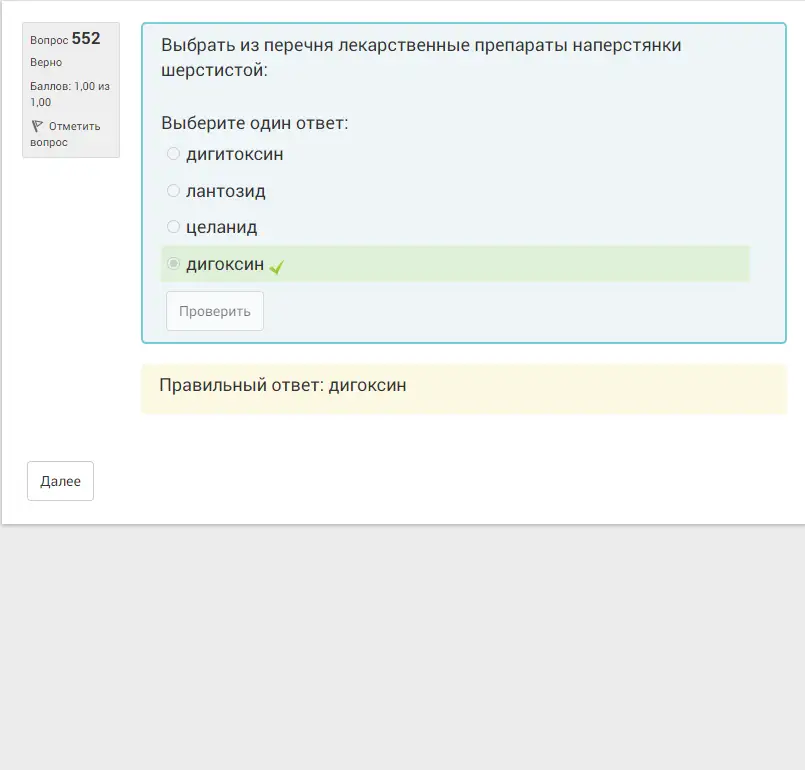 Вопрос 552
Верно
Баллов: 1,00 из
1,00
Отметить
вопрос
Выбрать из перечня лекарственные препараты наперстянки
шерстистой:
Выберите один ответ:
дигитоксин
лантозид
целанид
дигоксин
Проверить
Правильный ответ: дигоксин
Далее